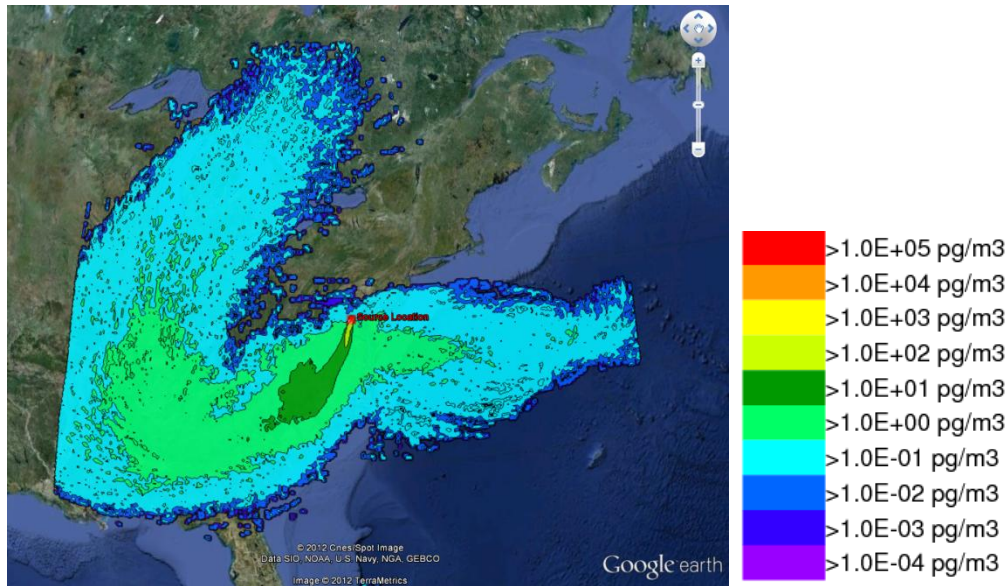 Source Location
© 2012 Cnes/Spot Image
Data SIO, NOAA, U.S. Navy, NGA, GEBCO
Image © 2012 TerraMetrics
Google earth
>1.0E+05 pg/m3
>1.0E+04 pg/m3
>1.0E+03 pg/m3
>1.0E+02 pg/m3
>1.0E+01 pg/m3
>1.0E+00 pg/m3
>1.0E-01 pg/m3
>1.0E-02 pg/m3
>1.0E-03 pg/m3
>1.0E-04 pg/m3